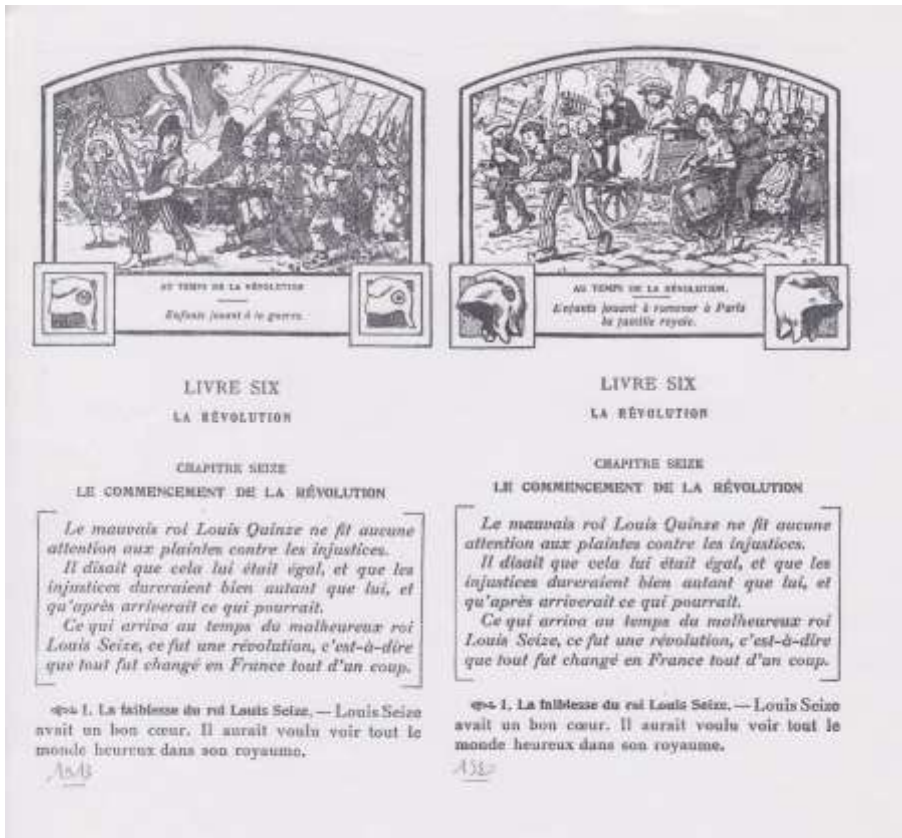 AU TEMPS DE LA RÉVOLUTION
Enfants jouant à la guerre.
LIVRE SIX
LA RÉVOLUTION
CHAPITRE SEIZE
LE COMMENCEMENT DE LA RÉVOLUTION
Le mauvais roi Louis Quinze ne fit aucune
attention aux plaintes contre les injustices.
Il disait que cela lui était égal, et que les
injustices dureraient bien autant que lui, et
qu'après arriverait ce qui pourrait.
Ce qui arriva au temps du malheureux roi
Louis Seize, ce fut une révolution, c'est-à-dire
que tout fut changé en France tout d'un coup.
1. La faiblesse du roi Louis Seize. — Louis Seize
avait un bon cœur. Il aurait voulu voir tout le
monde heureux dans son royaume.
1913
AU TEMPS DE LA RÉVOLUTION.
Enfants jouant à ramener à Paris
la famille royale.
LIVRE SIX
LA RÉVOLUTION
CHAPITRE SEIZE
LE COMMENCEMENT DE LA RÉVOLUTION
Le mauvais roi Louis Quinze ne fit aucune
attention aux plaintes contre les injustices.
Il disait que cela lui était égal, et que les
injustices dureraient bien autant que lui, et
qu'après arriverait ce qui pourrait.
Ce qui arriva au temps du malheureux roi
Louis Seize, ce fut une révolution, c'est-à-dire
que tout fut changé en France tout d'un coup.
1. La faiblesse du roi Louis Seize. — Louis Seize
avait un bon cœur. Il aurait voulu voir tout le
monde heureux dans son royaume.